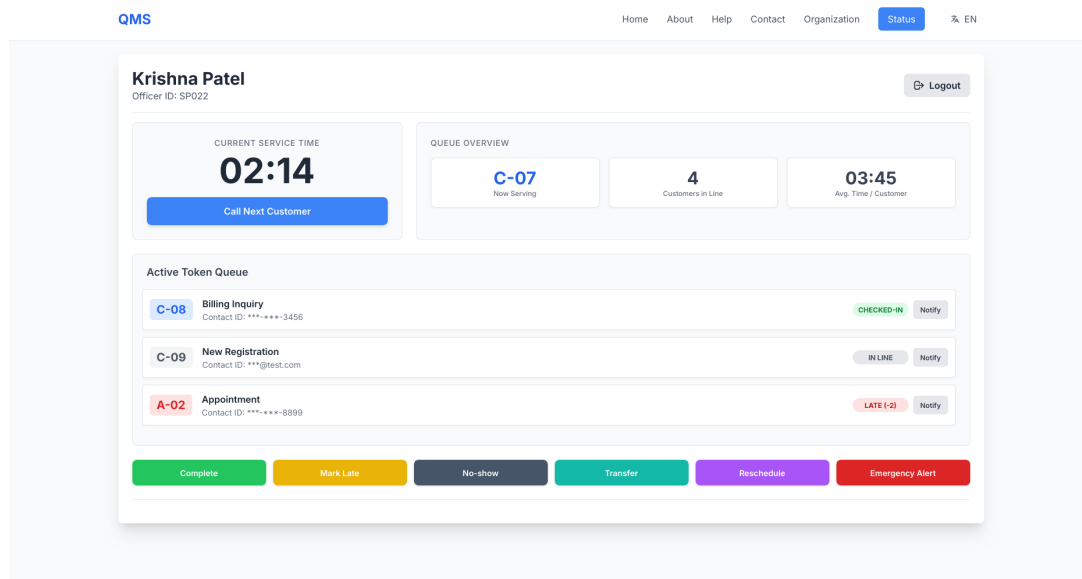 QMS
Home About Help Contact Organization Status EN
Krishna Patel
Officer ID: SP022
Logout
CURRENT SERVICE TIME
02:14
Call Next Customer
QUEUE OVERVIEW
C-07
Now Serving
4
Customers in Line
03:45
Avg. Time / Customer
Active Token Queue
C-08
Billing Inquiry
Contact ID: ***-***-3456
CHECKED-IN
Notify
C-09
New Registration
Contact ID: ***@test.com
IN LINE
Notify
A-02
Appointment
Contact ID: ***-***-8899
LATE (-2)
Notify
Complete
Mark Late
No-show
Transfer
Reschedule
Emergency Alert